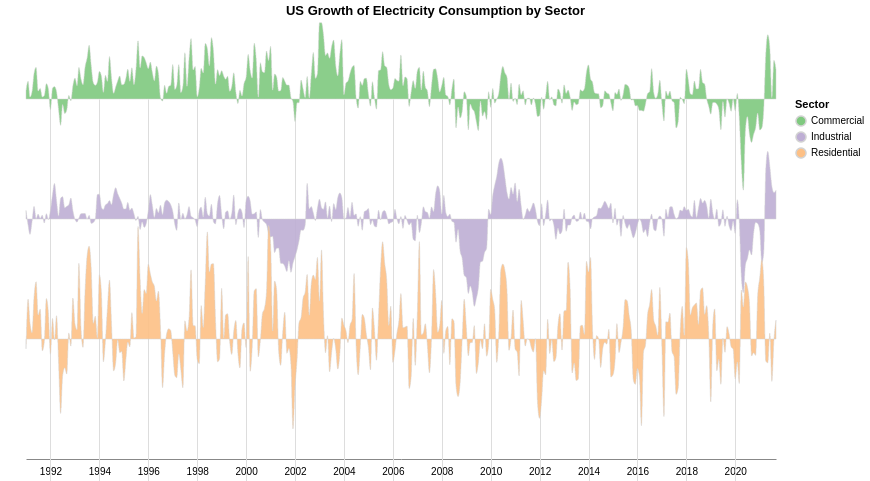 US Growth of Electricity Consumption by Sector
Sector
Commercial
Industrial
Residential
1992 1994 1996 1998 2000 2002 2004 2006 2008 2010 2012 2014 2016 2018 2020